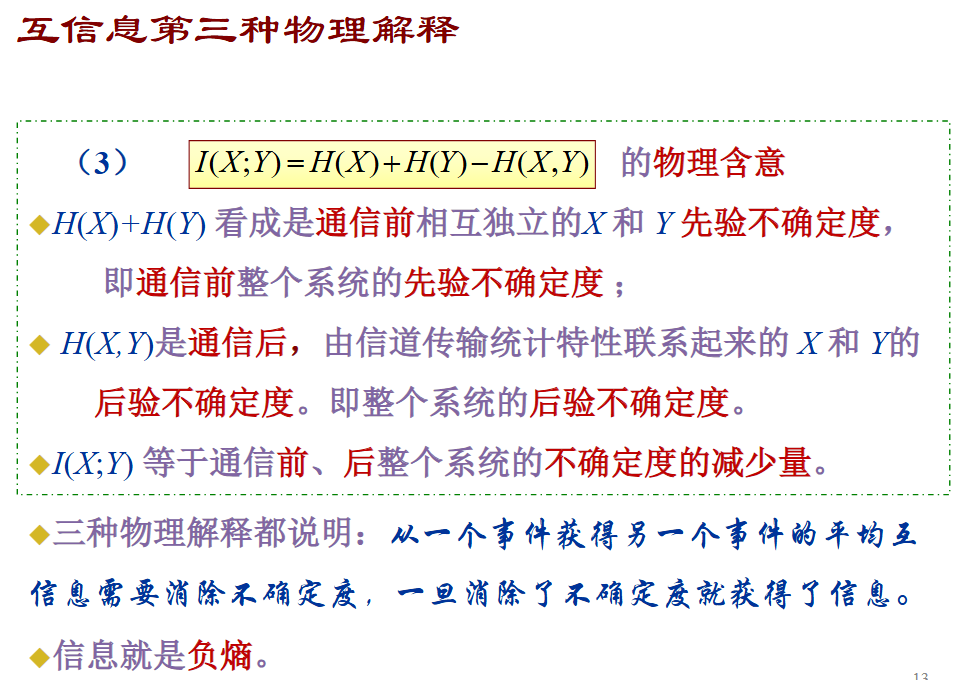 互信息第三种物理解释
（3） I(X;Y)=H(X)+H(Y)−H(X,Y) 的物理含意
◆H(X)+H(Y) 看成是通信前相互独立的X 和 Y 先验不确定度，
即通信前整个系统的先验不确定度；
◆ H(X,Y)是通信后，由信道传输统计特性联系起来的 X 和 Y的
后验不确定度。即整个系统的后验不确定度。
◆I(X;Y) 等于通信前、后整个系统的不确定度的减少量。
◆三种物理解释都说明：从一个事件获得另一个事件的平均互
信息需要消除不确定度，一旦消除了不确定度就获得了信息。
◆信息就是负熵。
13